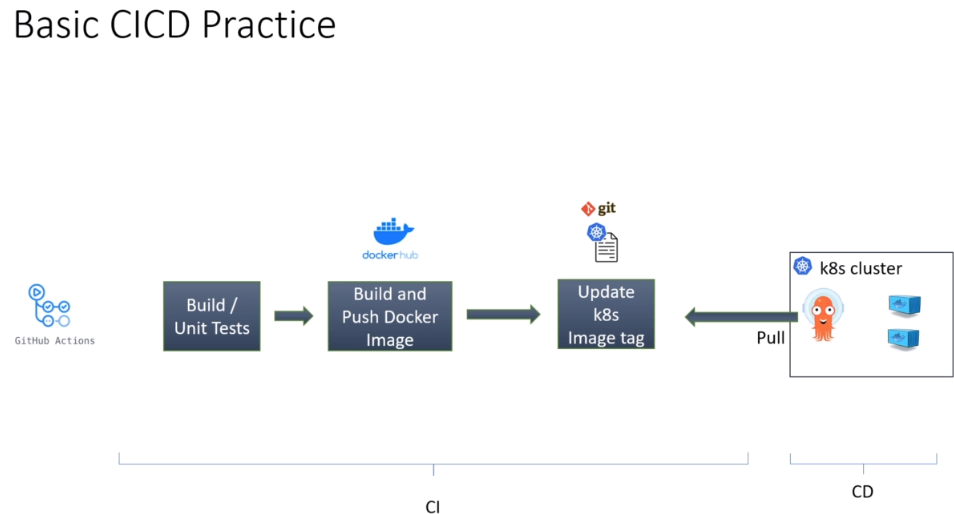 Basic CICD Practice
git
docker hub
k8s cluster
Build /
Unit Tests
Build and
Push Docker
Image
Update
k8s
Image tag
Pull
GitHub Actions
CI
CD